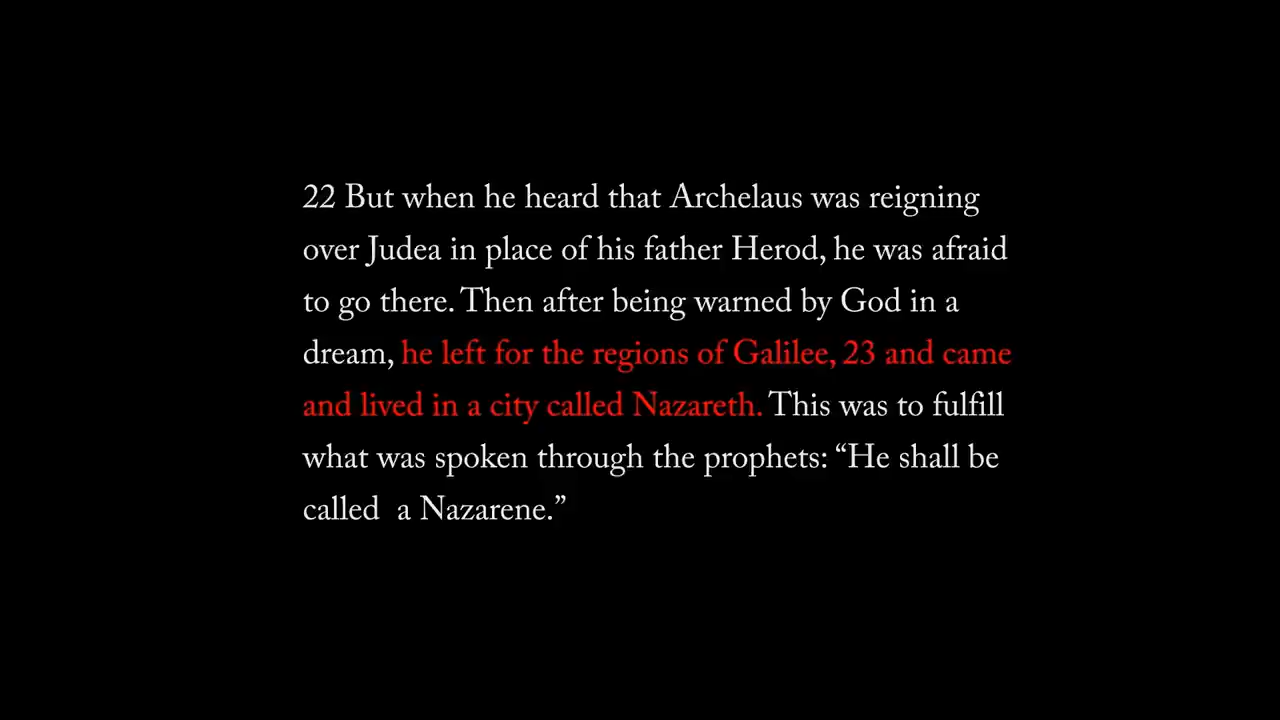 22 But when he heard that Archelaus was reigning
over Judea in place of his father Herod, he was afraid
to go there. Then after being warned by God in a
dream, he left for the regions of Galilee, 23 and came
and lived in a city called Nazareth. This was to fulfill
what was spoken through the prophets: “He shall be
called  a Nazarene.”